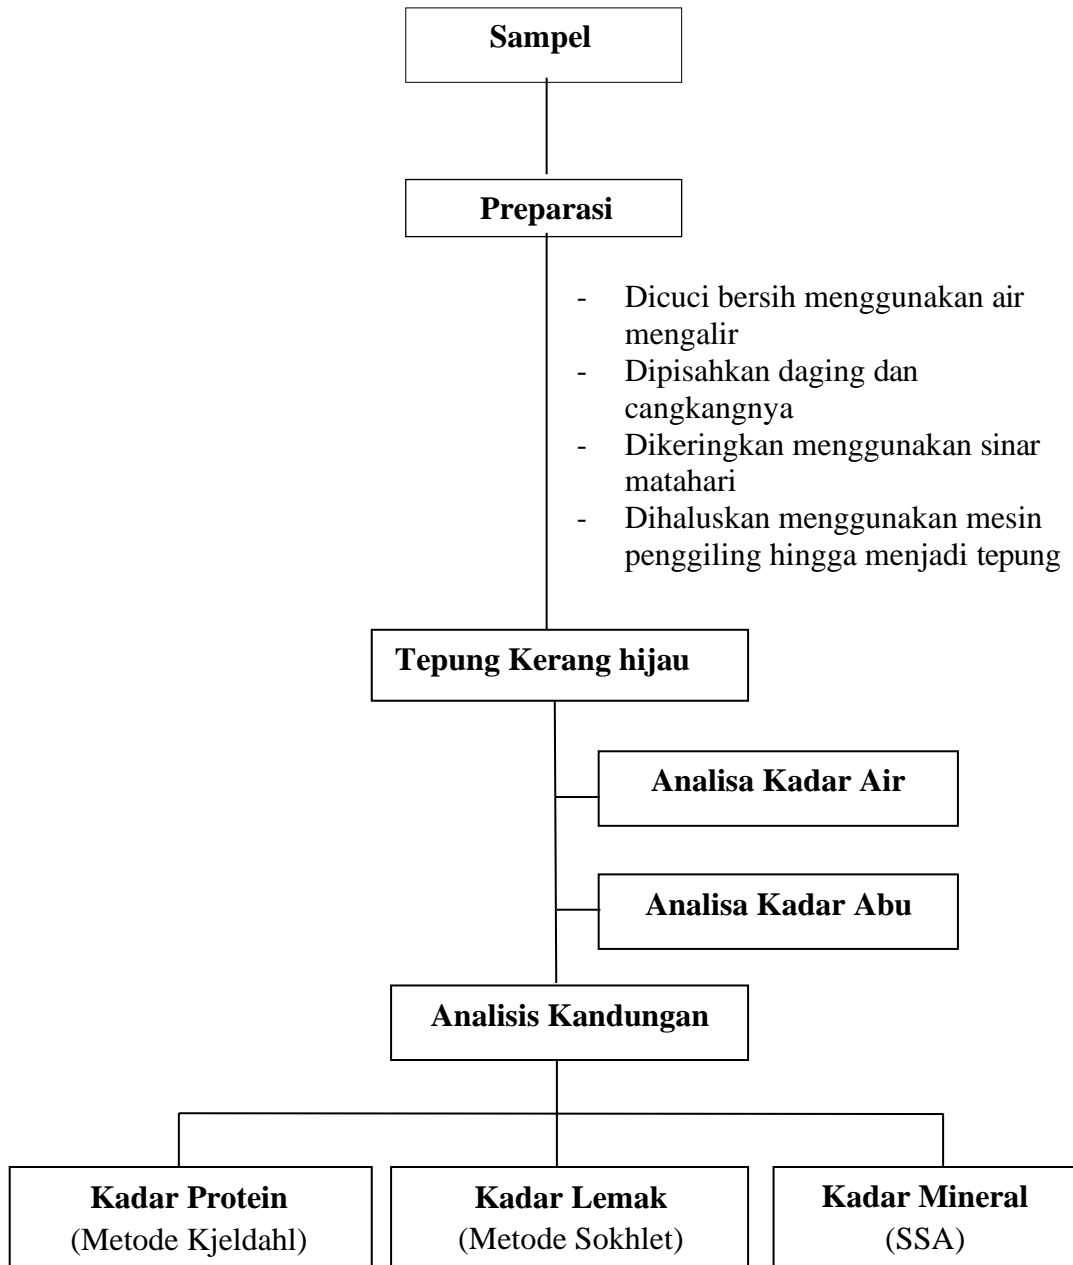 Sampel
Preparasi
- Dicuci bersih menggunakan air
mengalir
- Dipisahkan daging dan
cangkangnya
- Dikeringkan menggunakan sinar
matahari
- Dihaluskan menggunakan mesin
penggiling hingga menjadi tepung
Tepung Kerang hijau
Analisa Kadar Air
Analisa Kadar Abu
Analisis Kandungan
Kadar Protein
(Metode Kjeldahl)
Kadar Lemak
(Metode Sokhlet)
Kadar Mineral
(SSA)